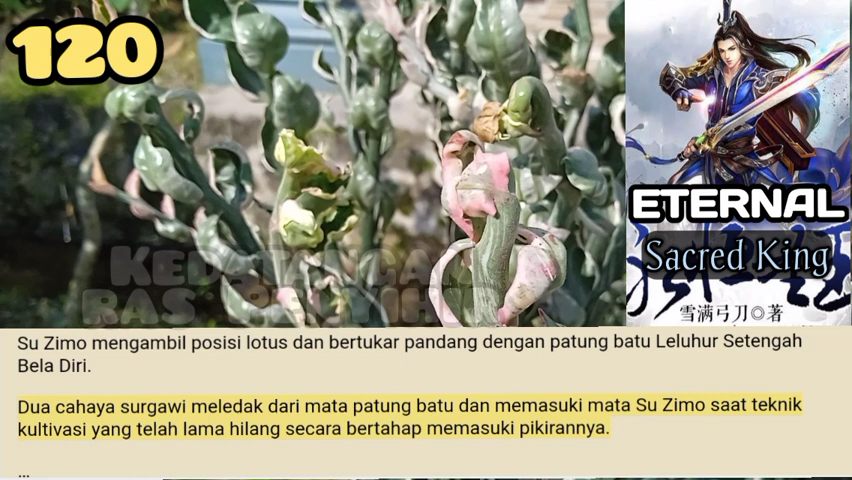 120
ETERNAL
Sacred King
雪满弓刀◎著
Su Zimo mengambil posisi lotus dan bertukar pandang dengan patung batu Leluhur Setengah
Bela Diri.
Dua cahaya surgawi meledak dari mata patung batu dan memasuki mata Su Zimo saat teknik
kultivasi yang telah lama hilang secara bertahap memasuki pikirannya.
...